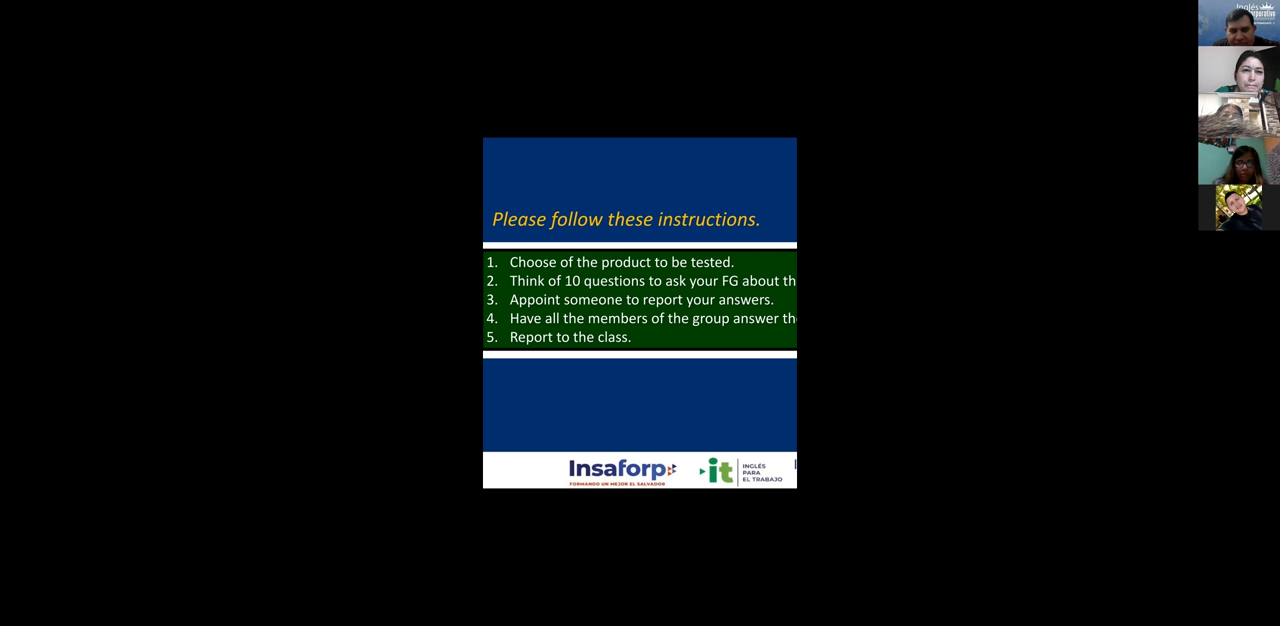 Inglés
Please follow these instructions.
1. Choose of the product to be tested.
2. Think of 10 questions to ask your FG about th
3. Appoint someone to report your answers.
4. Have all the members of the group answer th
5. Report to the class.
Insaforp
FORMANDO UN MEJOR EL SALVADOR
it
INGLÉS
PARA
EL TRABAJO